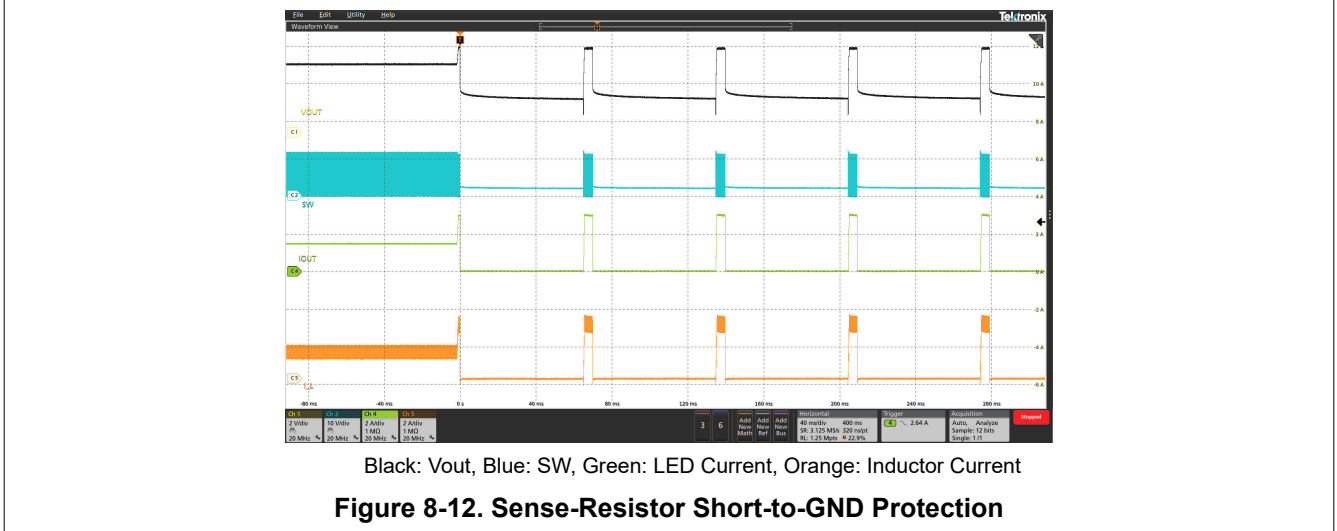 File Edit Utility Help
Tektronix
Waveform View
12 A
10 A
VOUT
8 A
C1
6 A
C2
4 A
SW
2 A
IOUT
C4
0 A
-2 A
-4 A
C5
I_L
-6 A
-80 ms -40 ms 0 s 40 ms 80 ms 120 ms 160 ms 200 ms 240 ms 280 ms
Ch 1 Ch 2 Ch 4 Ch 5 Horizontal Trigger Acquisition
2 V/div 10 V/div 2 A/div 2 A/div 3 6 Add New Math Add New Ref Add New Bus 40 ms/div 400 ms 4 2.64 A Auto, Analyze Stopped
1 MΩ 1 MΩ SR: 3.125 MS/s 320 ns/pt Sample: 12 bits
20 MHz 20 MHz 20 MHz 20 MHz RL: 1.25 Mpts 22.9% Single: 1 /1
Black: Vout, Blue: SW, Green: LED Current, Orange: Inductor Current
Figure 8-12. Sense-Resistor Short-to-GND Protection